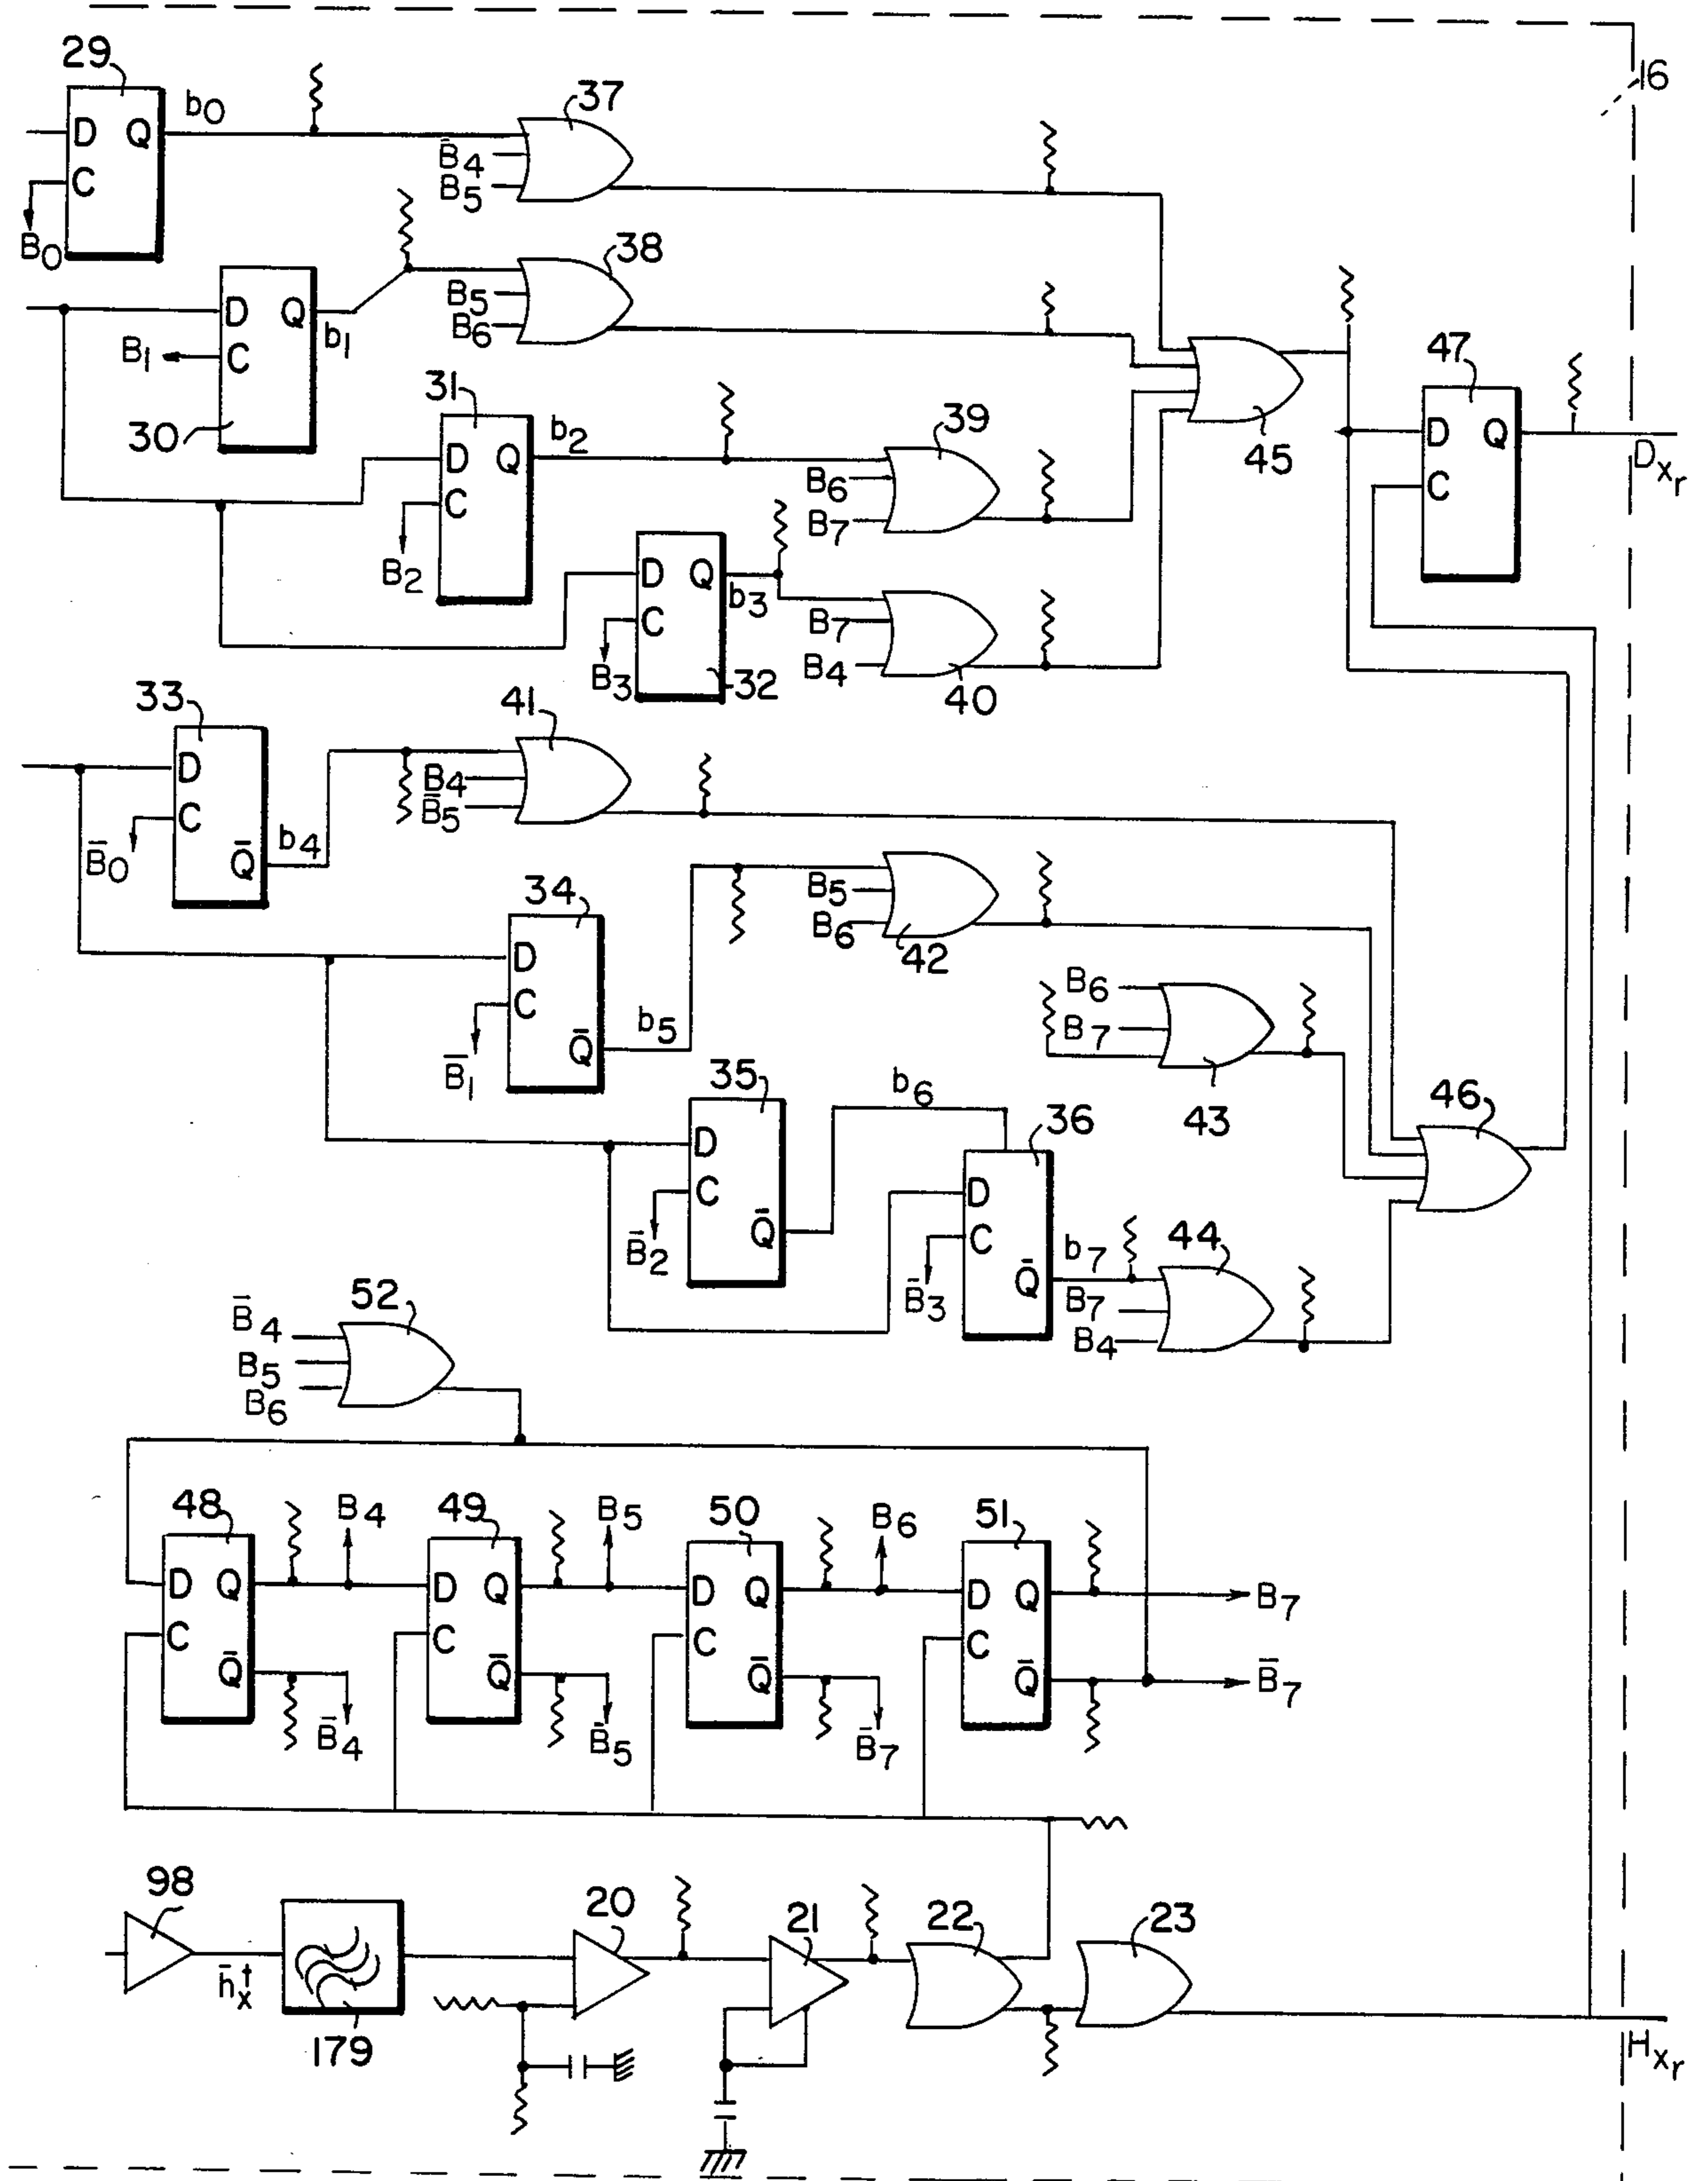 29
b0
37
16
D Q
B̄4
C
B5
B0
38
D Q
B5
b1
B6
B1
C
47
31
30
b2
39
45
D Q
D Q
B6
Dxr
C
C
B7
B2
D Q
b3
B7
C
B3
32
B4
40
33
41
D
B4
C
B̄5
B̄0
b4
Q̄
34
B5
B6
42
D
C
B6
b5
B7
B̄1
Q̄
35
b6
43
46
D
36
C
D
B̄2
Q̄
C
b7
44
B̄3
Q̄
B7
B4
52
B̄4
B5
B6
48
B4
49
B5
50
B6
51
D Q
D Q
D Q
D Q
B7
C
C
C
C
Q̄
Q̄
Q̄
Q̄
B̄7
B̄4
B̄5
B̄7
98
20
21
22
23
h̄x†
179
Hxr